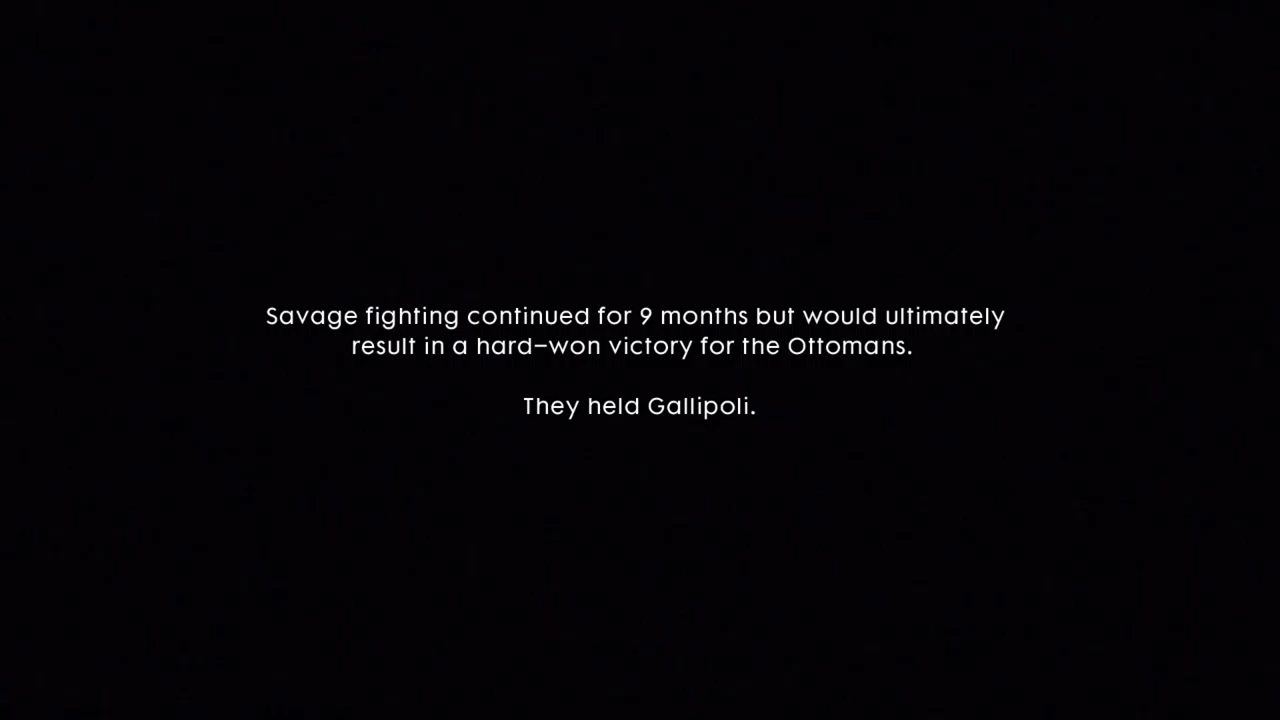 Savage fighting continued for 9 months but would ultimately
result in a hard-won victory for the Ottomans.
They held Gallipoli.